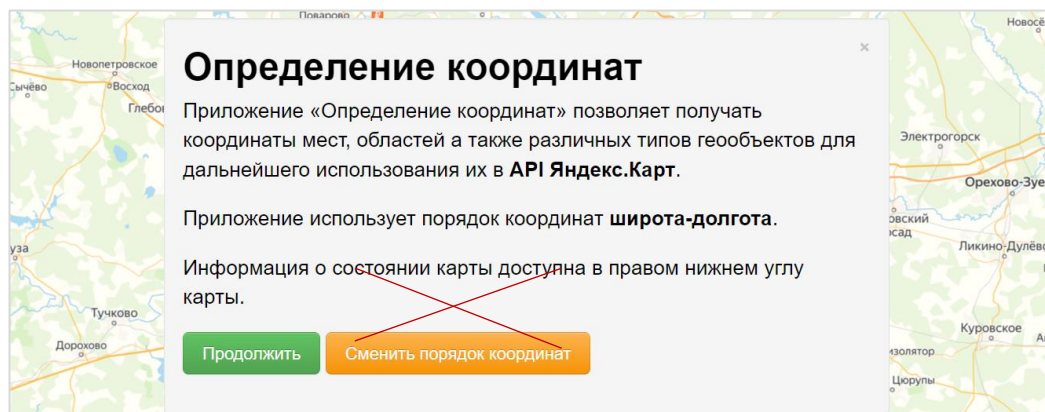 Поварово
Новопетровское
Восход
Сычёво
Тучково
Дорохово
×
Определение координат
Приложение «Определение координат» позволяет получать
координаты мест, областей а также различных типов геообъектов для
дальнейшего использования их в API Яндекс.Карт.
Приложение использует порядок координат широта-долгота.
Информация о состоянии карты доступна в правом нижнем углу
карты.
Продолжить
Сменить порядок координат
Электрогорск
Орехово-Зуе
Ликино-Дулёво
Куровское
Цюрупы